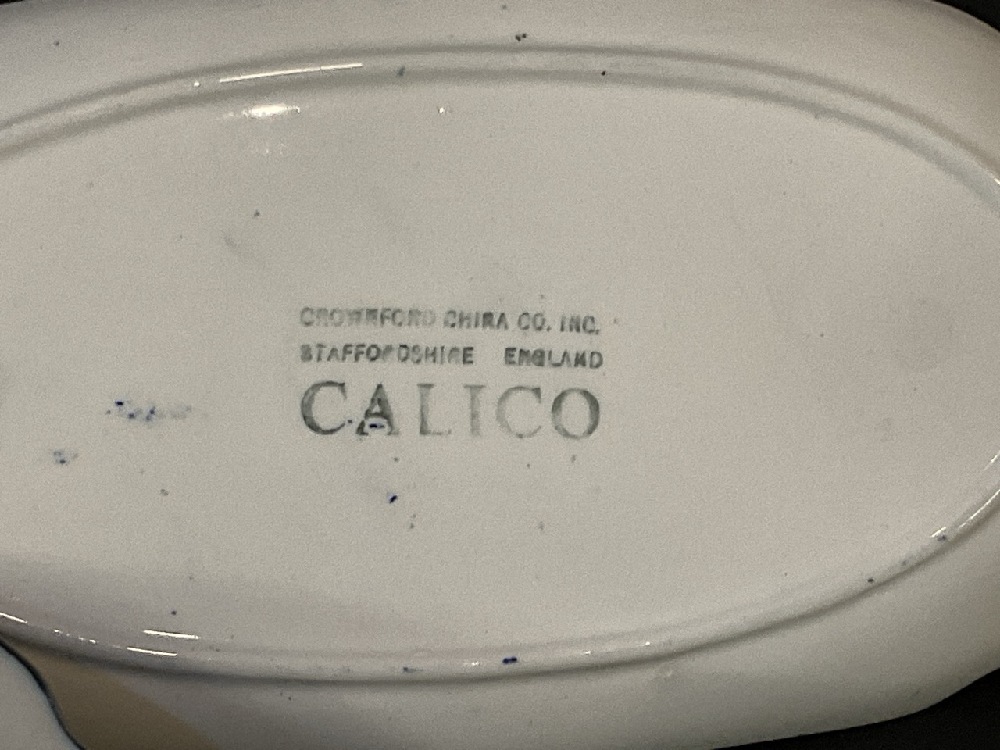 CROWNFORD CHINA CO. INC.
STAFFORDSHIRE ENGLAND
CALICO